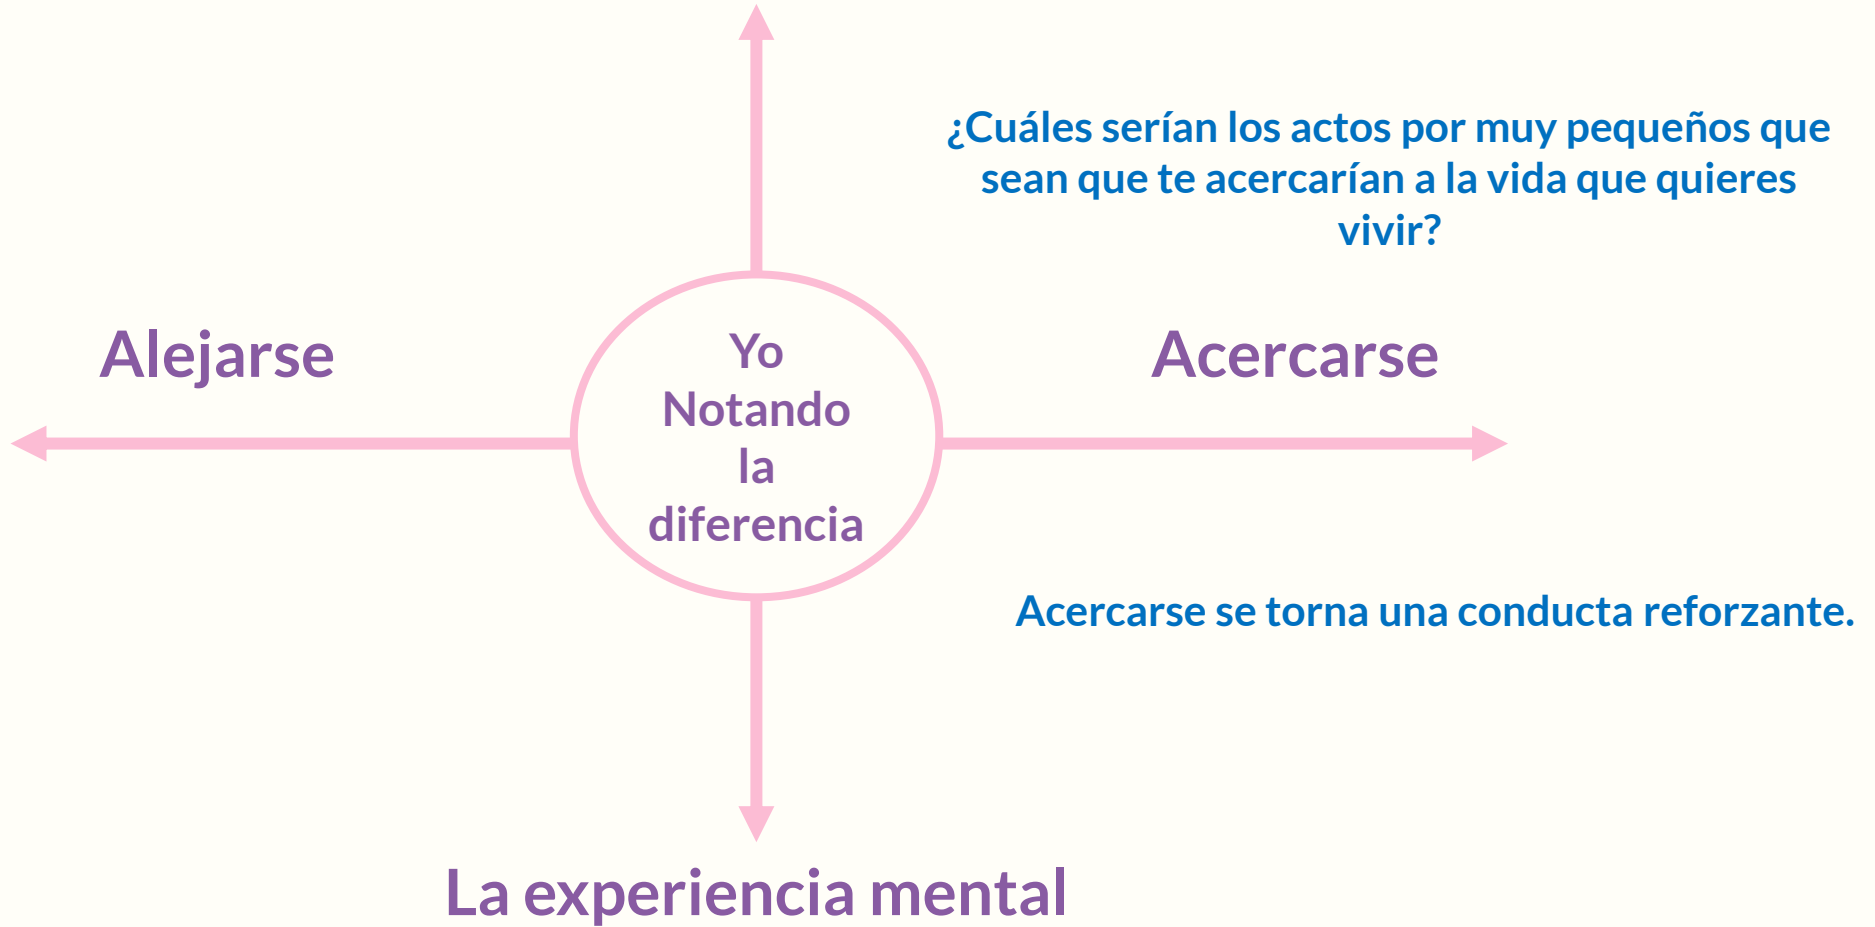 ¿Cuáles serían los actos por muy pequeños que
sean que te acercarían a la vida que quieres
vivir?
Alejarse
Yo
Notando
la
diferencia
Acercarse
Acercarse se torna una conducta reforzante.
La experiencia mental